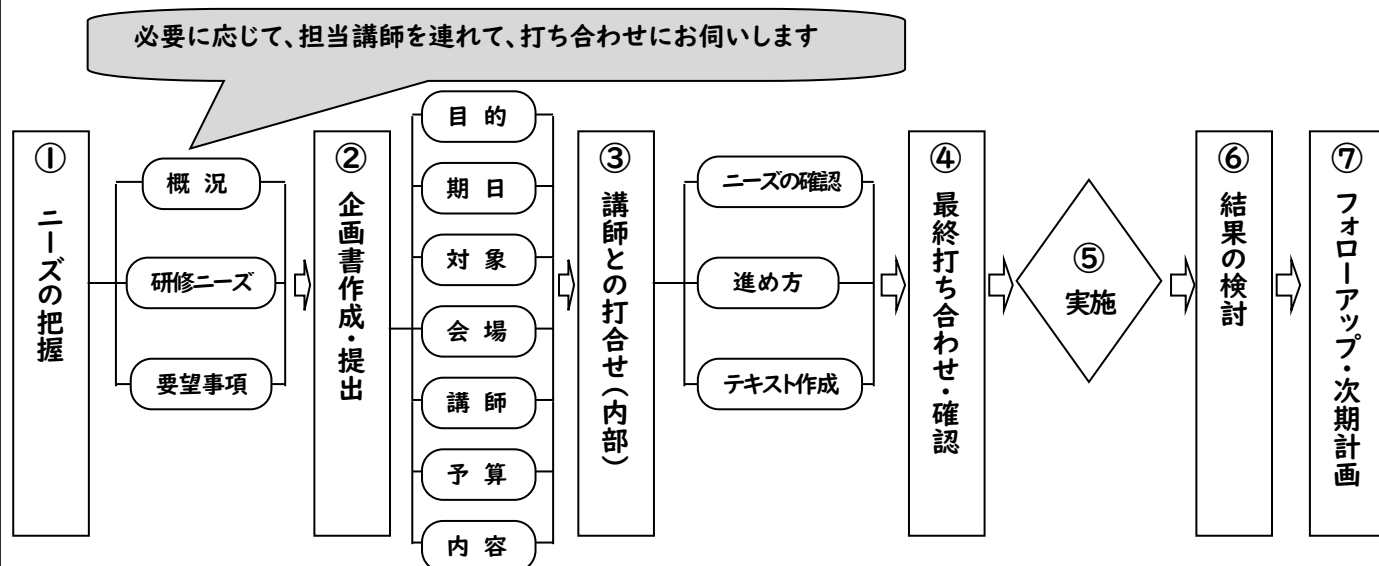 必要に応じて、担当講師を連れて、打ち合わせにお伺いします
①
ニーズの把握
概 況
研修ニーズ
要望事項
②
企画書作成・提出
目 的
期 日
対 象
会 場
講 師
予 算
内 容
③
講師との打合せ（内部）
ニーズの確認
進め方
テキスト作成
④
最終打ち合わせ・確認
⑤
実施
⑥
結果の検討
⑦
フォローアップ・次期計画